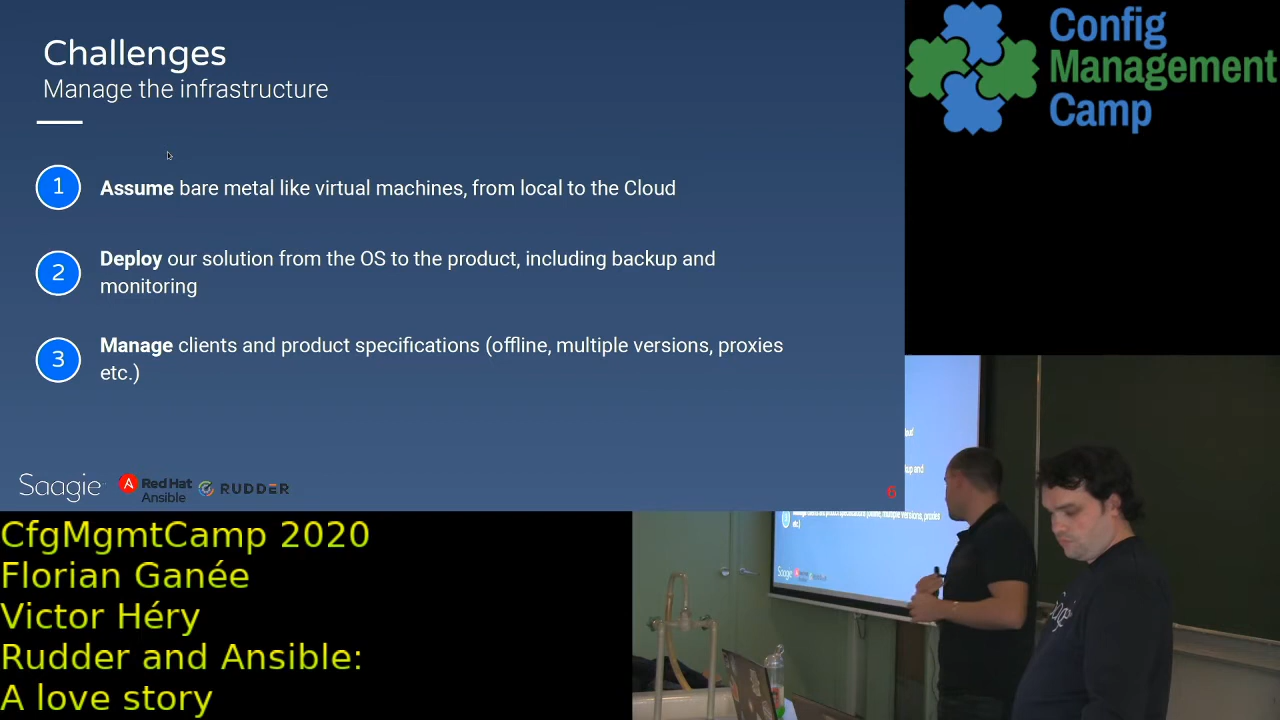 Challenges
Manage the infrastructure
1 Assume bare metal like virtual machines, from local to the Cloud
2 Deploy our solution from the OS to the product, including backup and
monitoring
3 Manage clients and product specifications (offline, multiple versions, proxies
etc.)
Saagie
A Red Hat
Ansible
RUDDER
6
Config
Management
Camp
CfgMgmtCamp 2020
Florian Ganée
Victor Héry
Rudder and Ansible:
A love story